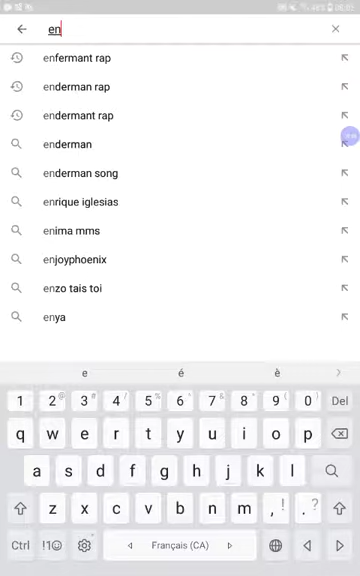 en
enfermant rap
enderman rap
endermant rap
enderman
enderman song
enrique iglesias
enima mms
enjoyphoenix
enzo tais toi
enya
e é è
1 2 @ 3 # 4 / 5 % 6 ^ 7 & 8 * 9 ( 0 ) Del
q w e r t y u i o p
a s d f g h j k l
z x c v b n m , ! . ?
Ctrl !1☺ Français (CA)